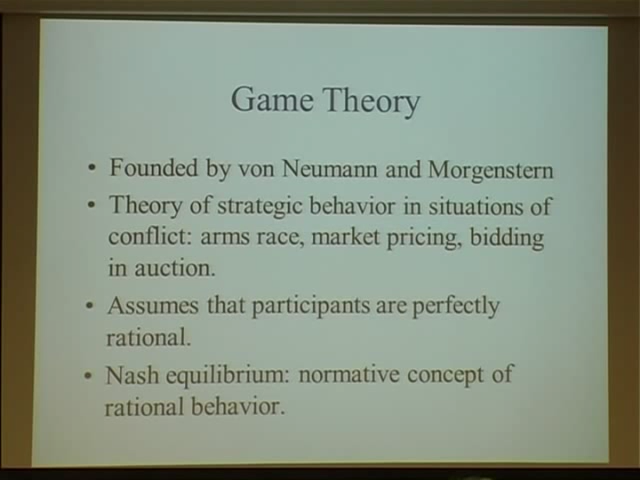 Game Theory
• Founded by von Neumann and Morgenstern
• Theory of strategic behavior in situations of
conflict: arms race, market pricing, bidding
in auction.
• Assumes that participants are perfectly
rational.
• Nash equilibrium: normative concept of
rational behavior.